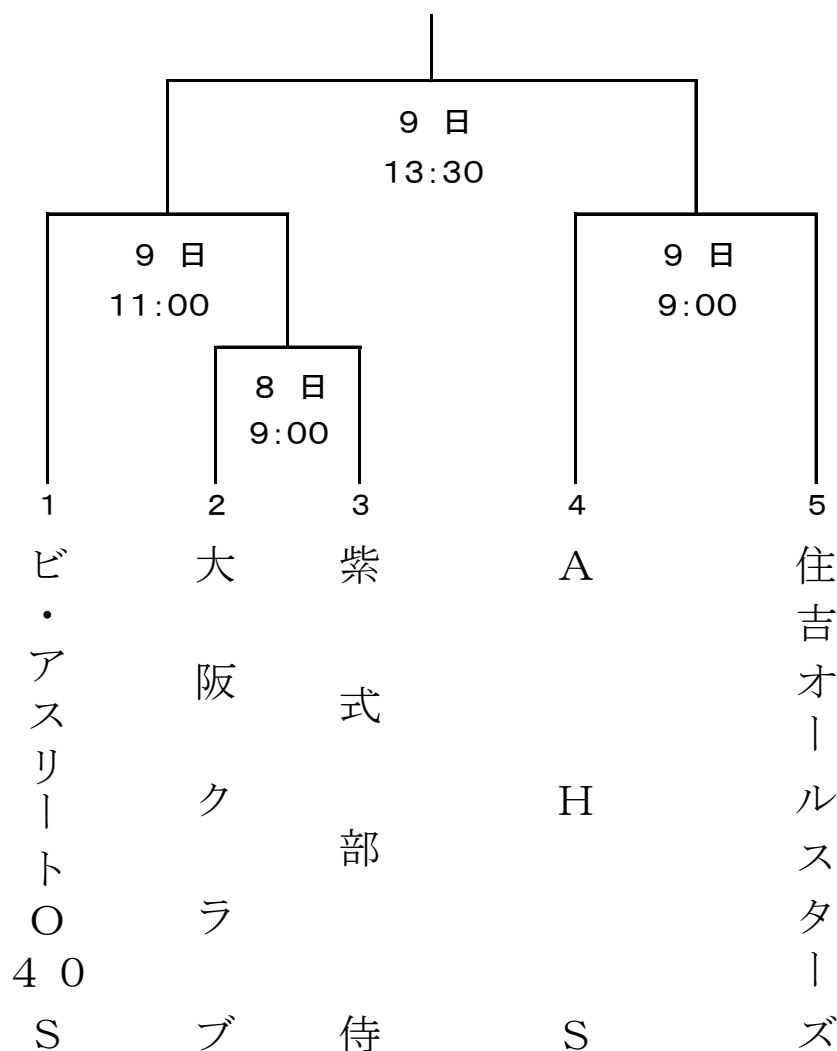 9 日
13:30
9 日
11:00
9 日
9:00
8 日
9:00
1
2
3
4
5
ビ・アスリートO40S
大阪クラブ
紫式部侍
AHS
住吉オールスターズ